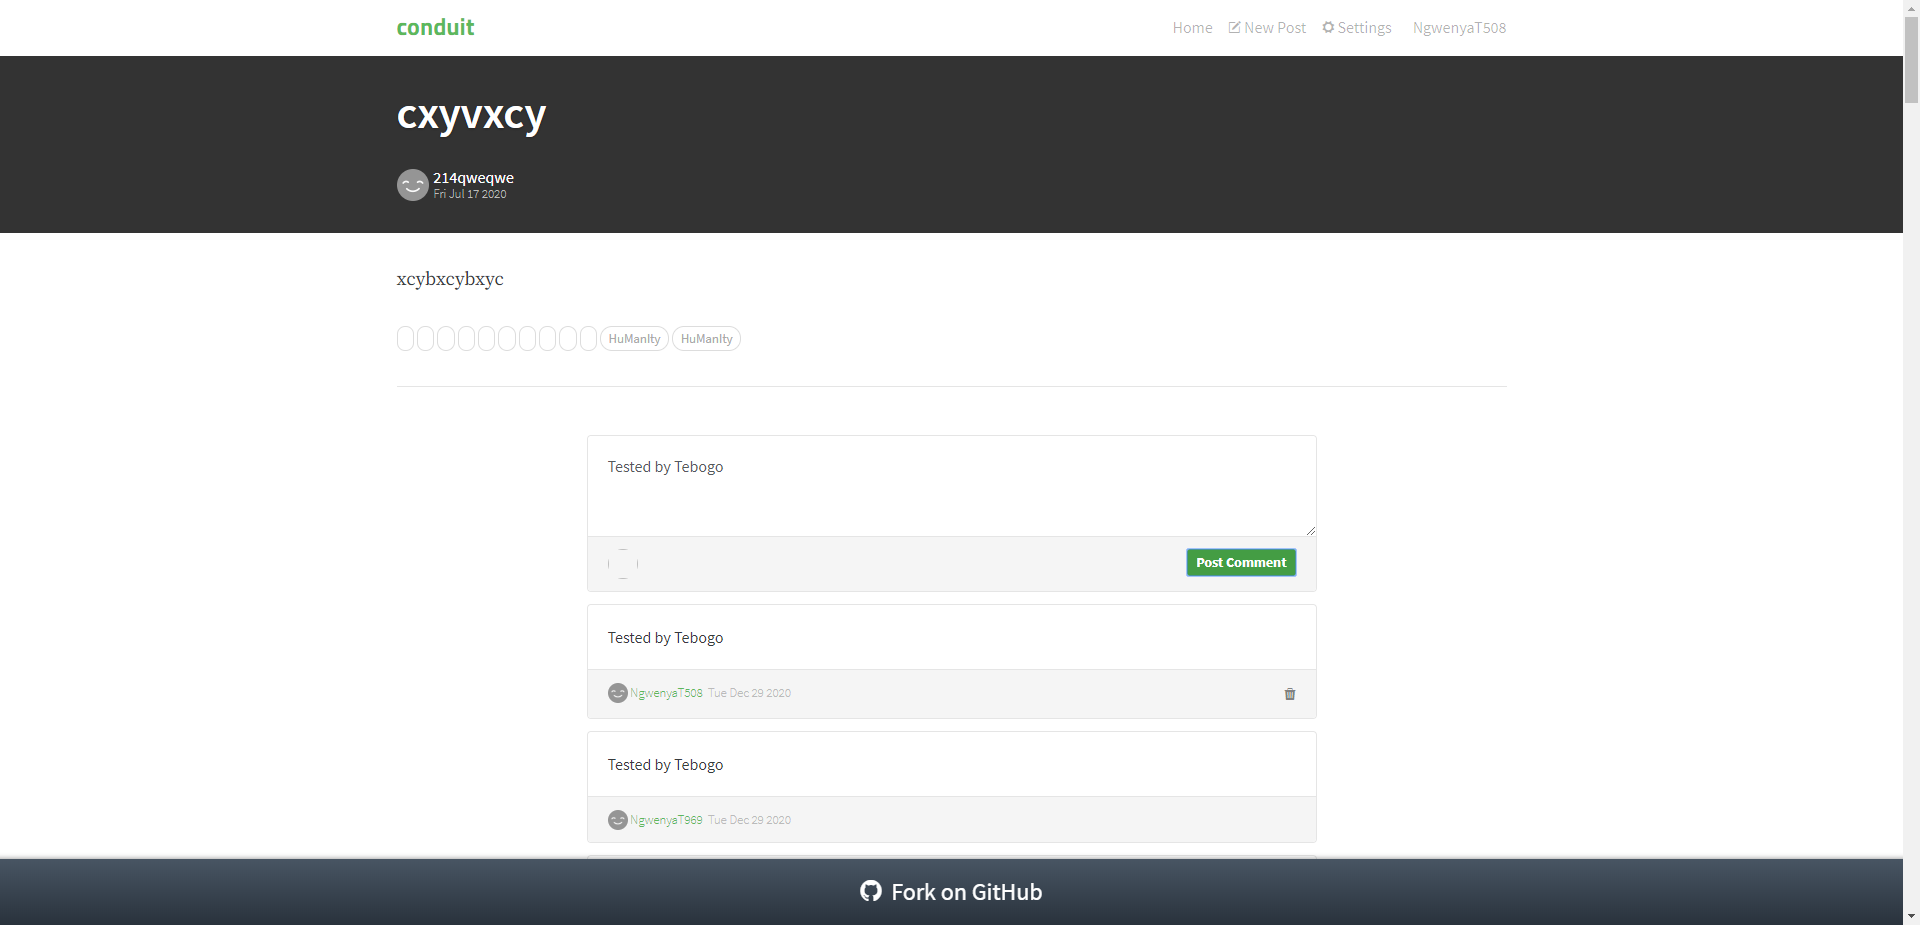 conduit
Home New Post Settings NgwenyaT508
cxyvxcy
214qweqwe
Fri Jul 17 2020
xcybxcybxyc
HuManIty HuManIty
Tested by Tebogo
Post Comment
Tested by Tebogo
NgwenyaT508 Tue Dec 29 2020
Tested by Tebogo
NgwenyaT969 Tue Dec 29 2020
Fork on GitHub